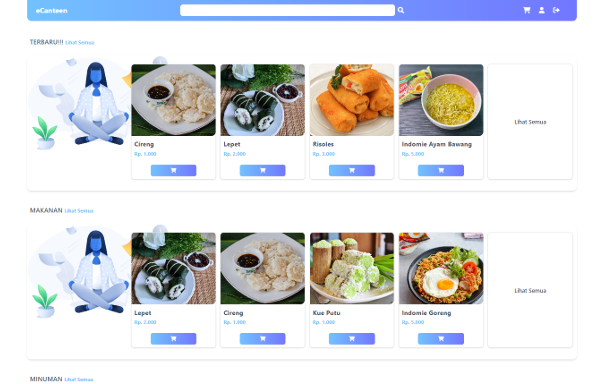 eCanteen
TERBARU!!! Lihat Semua
Cireng
Rp. 1.000
Lepet
Rp. 2.000
Risoles
Rp. 3.000
Indomie Ayam Bawang
Rp. 5.000
Lihat Semua
MAKANAN Lihat Semua
Lepet
Rp. 2.000
Cireng
Rp. 1.000
Kue Putu
Rp. 1.000
Indomie Goreng
Rp. 5.000
Lihat Semua
MINUMAN Lihat Semua